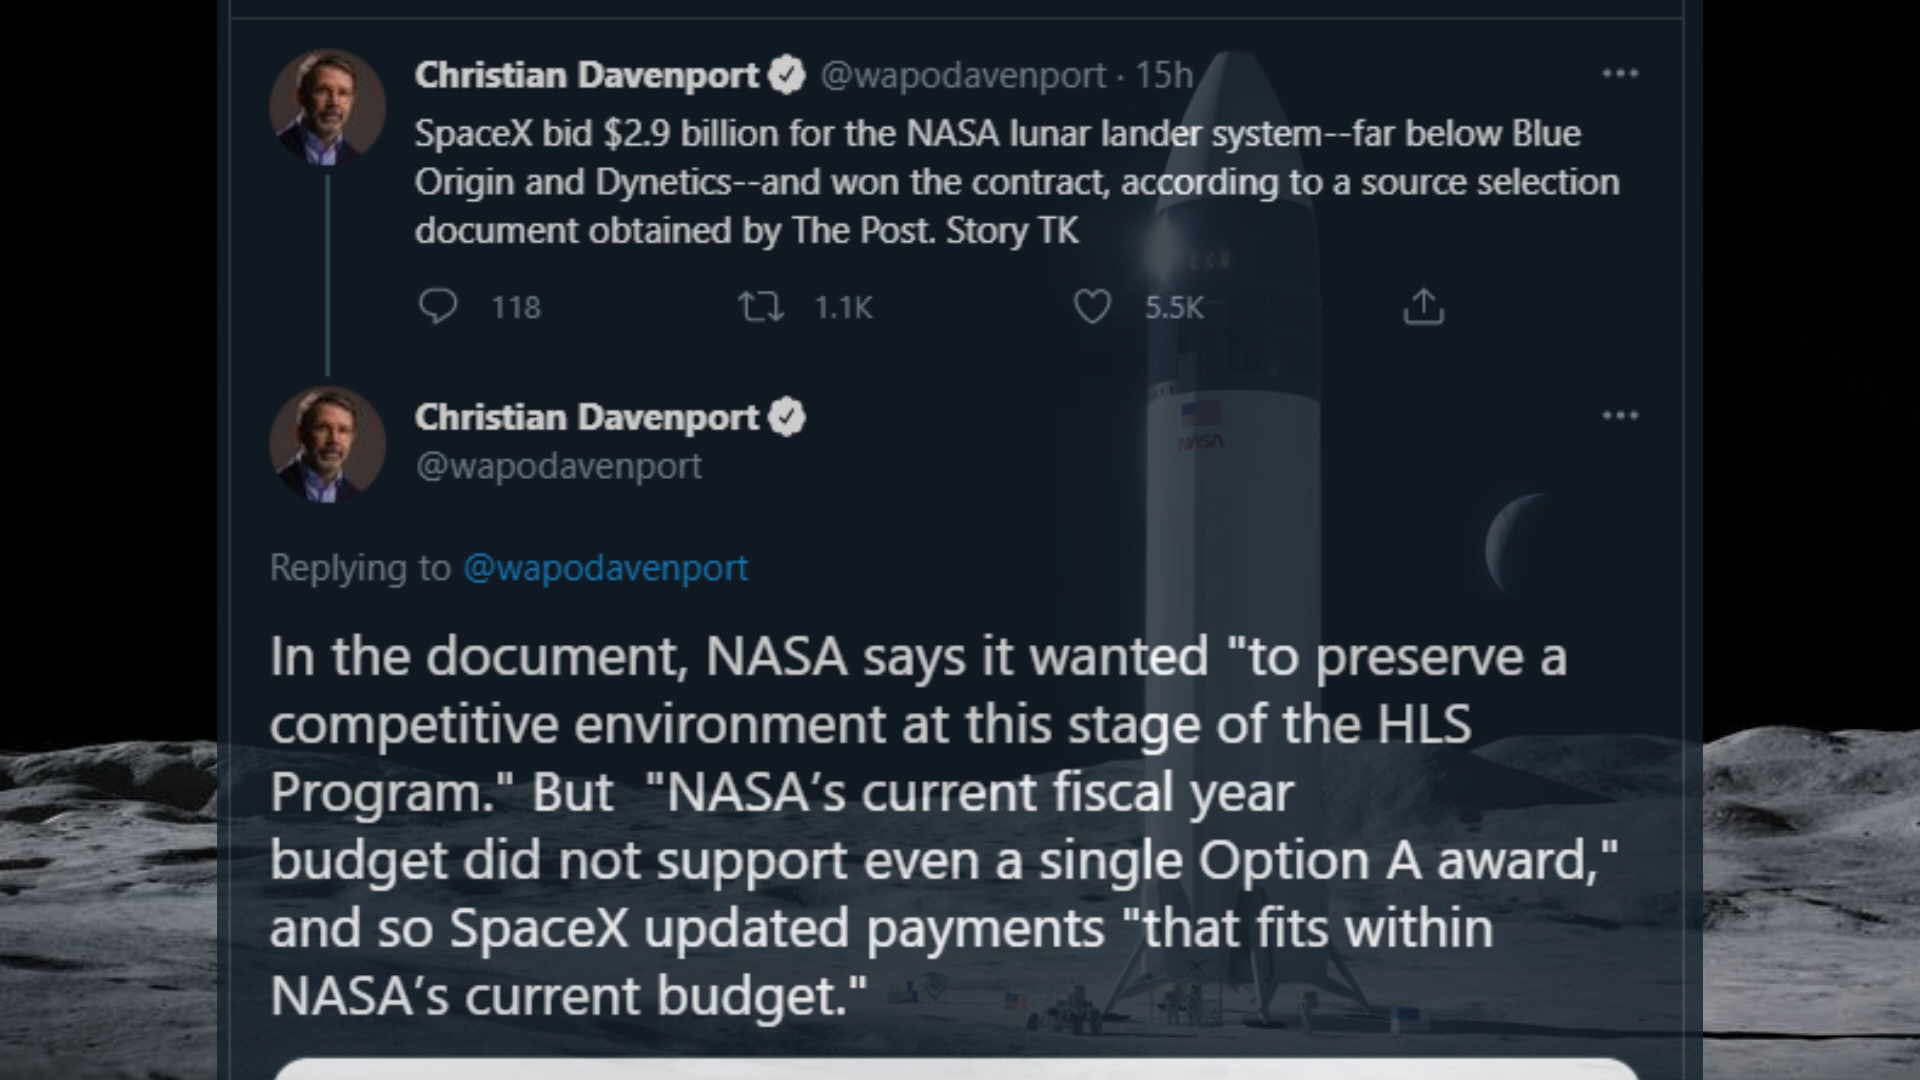 Christian Davenport @wapodavenport · 15h
SpaceX bid $2.9 billion for the NASA lunar lander system--far below Blue
Origin and Dynetics--and won the contract, according to a source selection
document obtained by The Post. Story TK
118 1.1K 5.5K
Christian Davenport
@wapodavenport
NASA
Replying to @wapodavenport
In the document, NASA says it wanted "to preserve a
competitive environment at this stage of the HLS
Program." But  "NASA’s current fiscal year
budget did not support even a single Option A award,"
and so SpaceX updated payments "that fits within
NASA’s current budget."